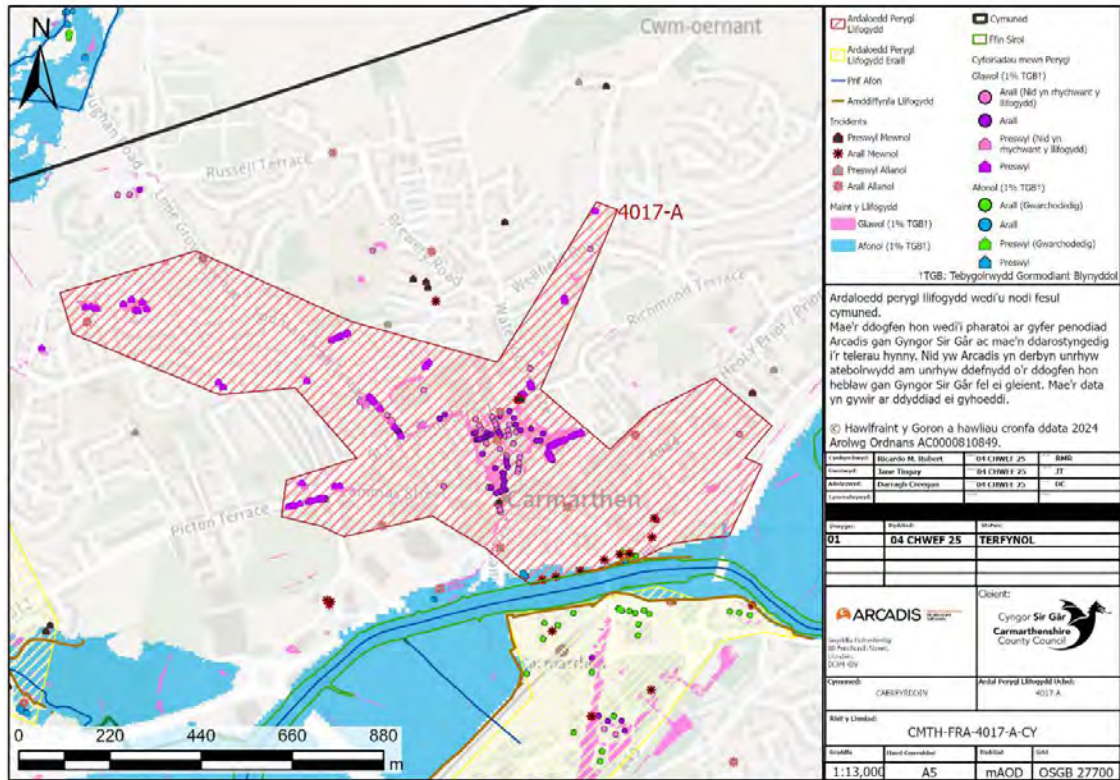 N
Cwm-oernant
Russell Terrace
4017-A
Richmond Terrace
Picton Terrace
A484
Carmarthen
Carmarthen
0 220 440 660 880
m
Ardaloedd Perygl
Llifogydd
Ardaloedd Perygl
Llifogydd Eraill
Prif Afon
Amddiffynfa Llifogydd
Incidents
Preswyl Mewnol
Arall Mewnol
Preswyl Allanol
Arall Allanol
Maint y Llifogydd
Glawol (1% TGB†)
Afonol (1% TGB†)
Cymuned
Ffin Sirol
Cyfeiriadau mewn Perygl
Glawol (1% TGB†)
Arall (Nid yn rhychwant y
llifogydd)
Arall
Preswyl (Nid yn
rhychwant y llifogydd)
Preswyl
Afonol (1% TGB†)
Arall (Gwarchodedig)
Arall
Preswyl (Gwarchodedig)
Preswyl
†TGB: Tebygolrwydd Gormodiant Blynyddol
Ardaloedd perygl llifogydd wedi'u nodi fesul
cymuned.
Mae'r ddogfen hon wedi'i pharatoi ar gyfer penodiad
Arcadis gan Gyngor Sir Gâr ac mae'n ddarostyngedig
i'r telerau hynny. Nid yw Arcadis yn derbyn unrhyw
atebolrwydd am unrhyw ddefnydd o'r ddogfen hon
heblaw gan Gyngor Sir Gâr fel ei gleient. Mae'r data
yn gywir ar ddyddiad ei gyhoeddi.
© Hawlfraint y Goron a hawliau cronfa ddata 2024
Arolwg Ordnans AC0000810849.
Ricardo M. Robert 04 CHWEF 25 RMR
Jane Tingay 04 CHWEF 25 JT
Darragh Creegan 04 CHWEF 25 DC
01 04 CHWEF 25 TERFYNOL
ARCADIS
Cleient:
Cyngor Sir Gâr
Carmarthenshire
County Council
Cymuned:
CAERFYRDDIN
Ardal Perygl Llifogydd Uchel:
4017-A
CMTH-FRA-4017-A-CY
1:13,000 A5 mAOD OSGB 27700